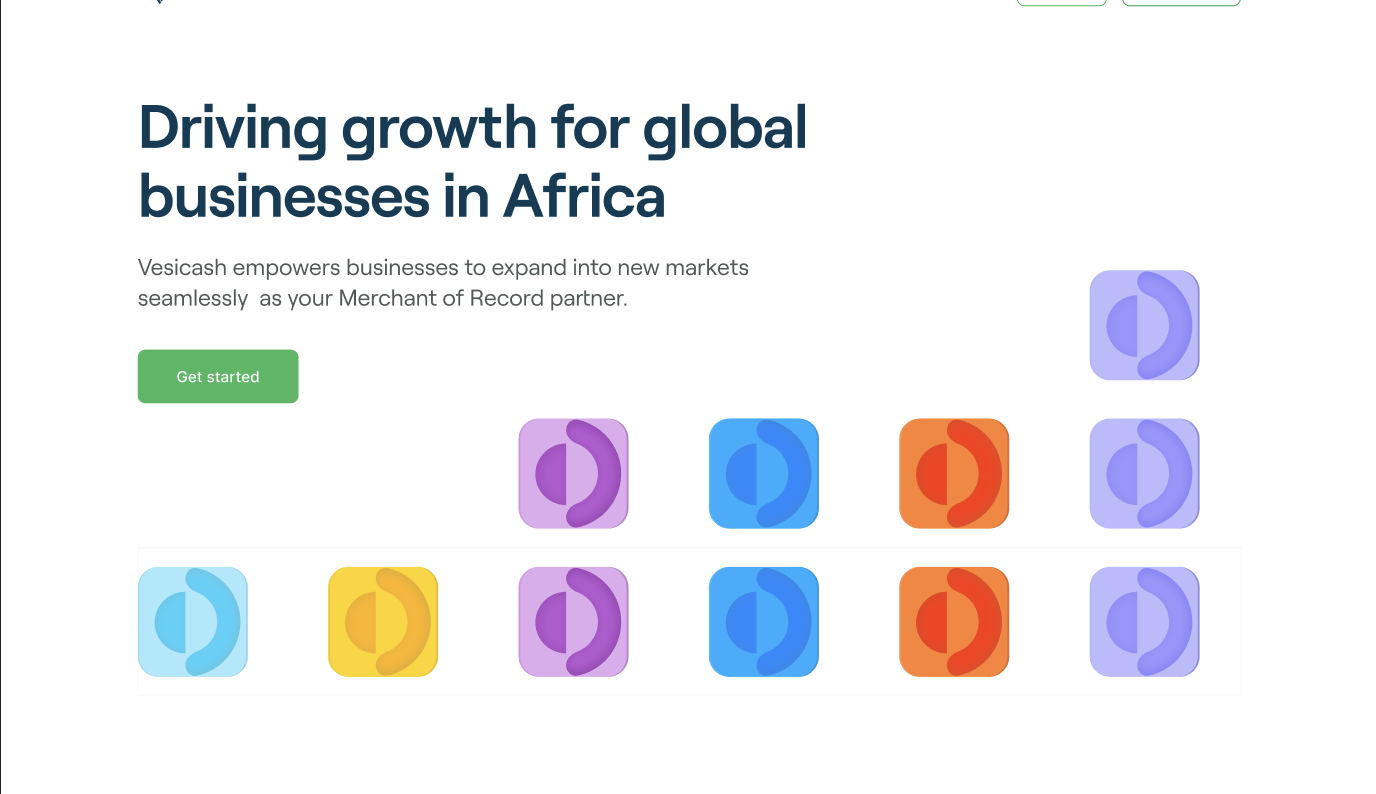 Driving growth for global
businesses in Africa
Vesicash empowers businesses to expand into new markets
seamlessly  as your Merchant of Record partner.
Get started